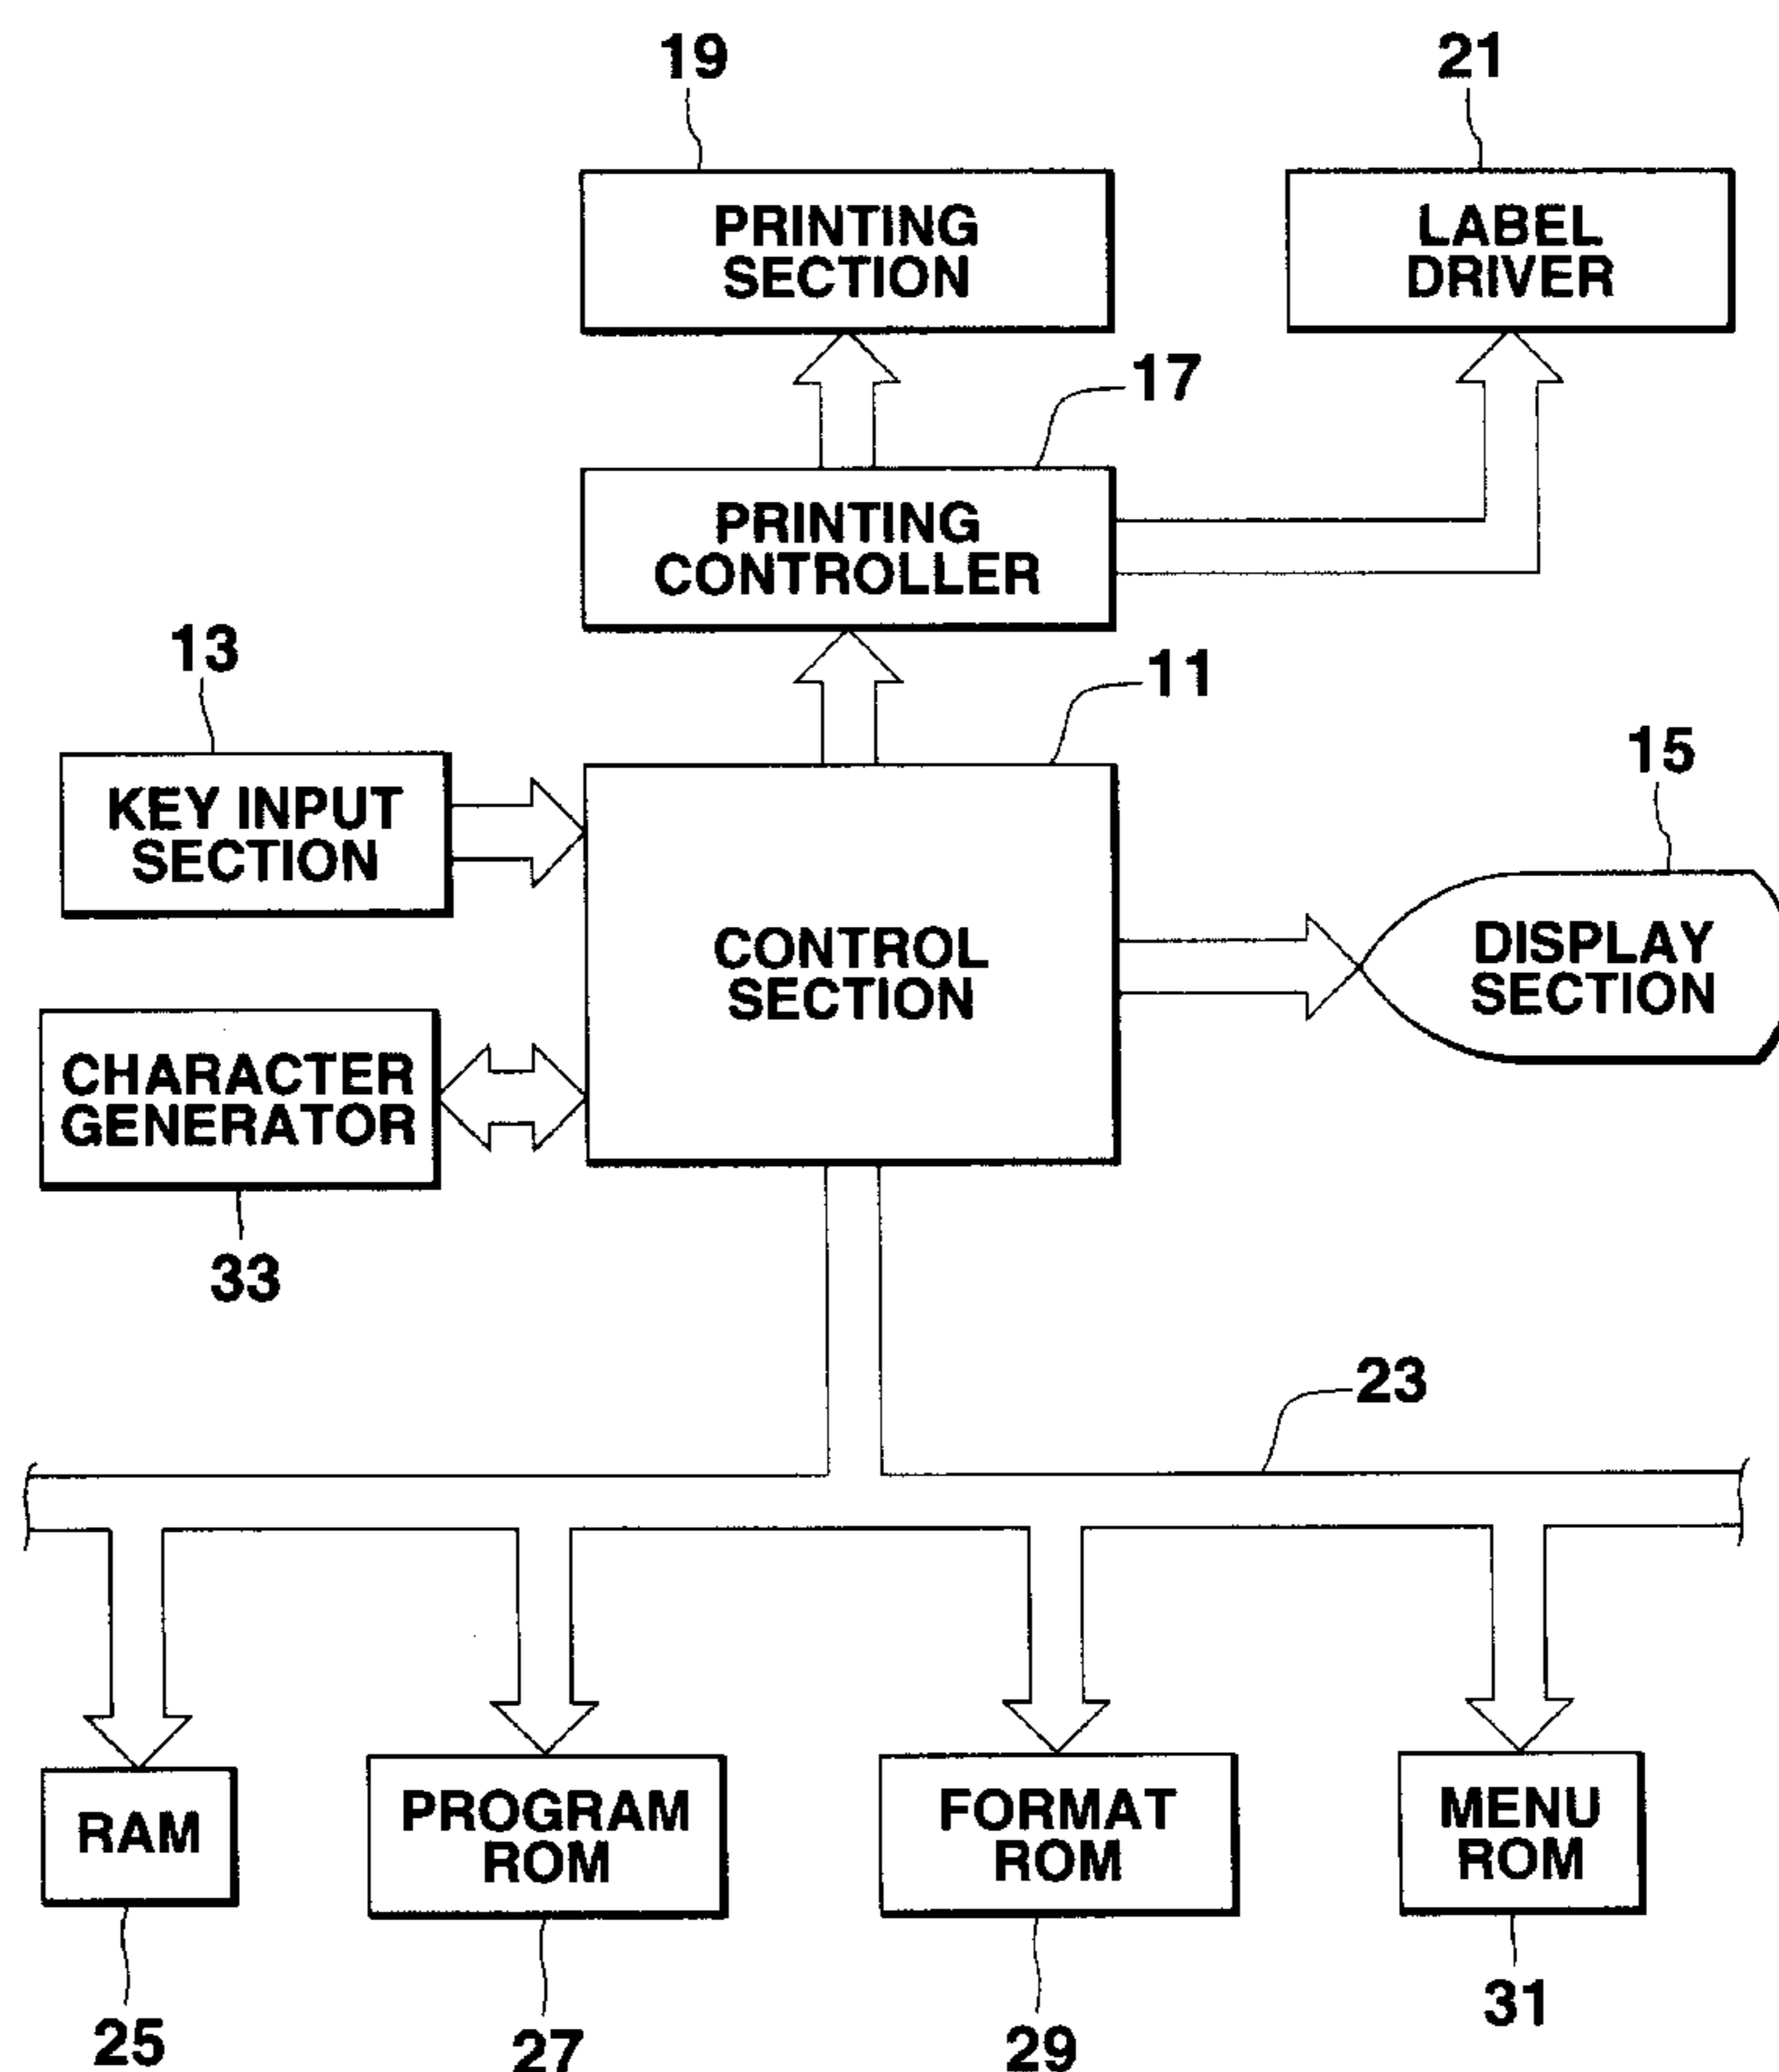 19
21
PRINTING
SECTION
LABEL
DRIVER
17
PRINTING
CONTROLLER
13
11
15
KEY INPUT
SECTION
CONTROL
SECTION
DISPLAY
SECTION
CHARACTER
GENERATOR
33
23
RAM
PROGRAM
ROM
FORMAT
ROM
MENU
ROM
25
27
29
31